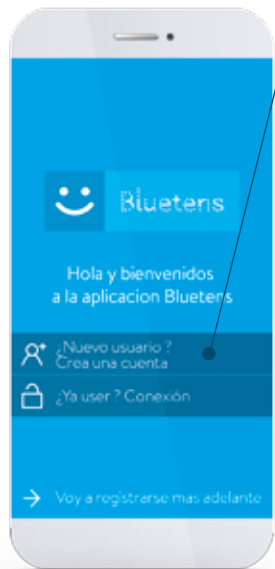 Bluetens
Hola y bienvenidos
a la aplicacion Bluetens
¿Nuevo usuario ?
Crea una cuenta
¿Ya user ? Conexión
Voy a registrarse mas adelante